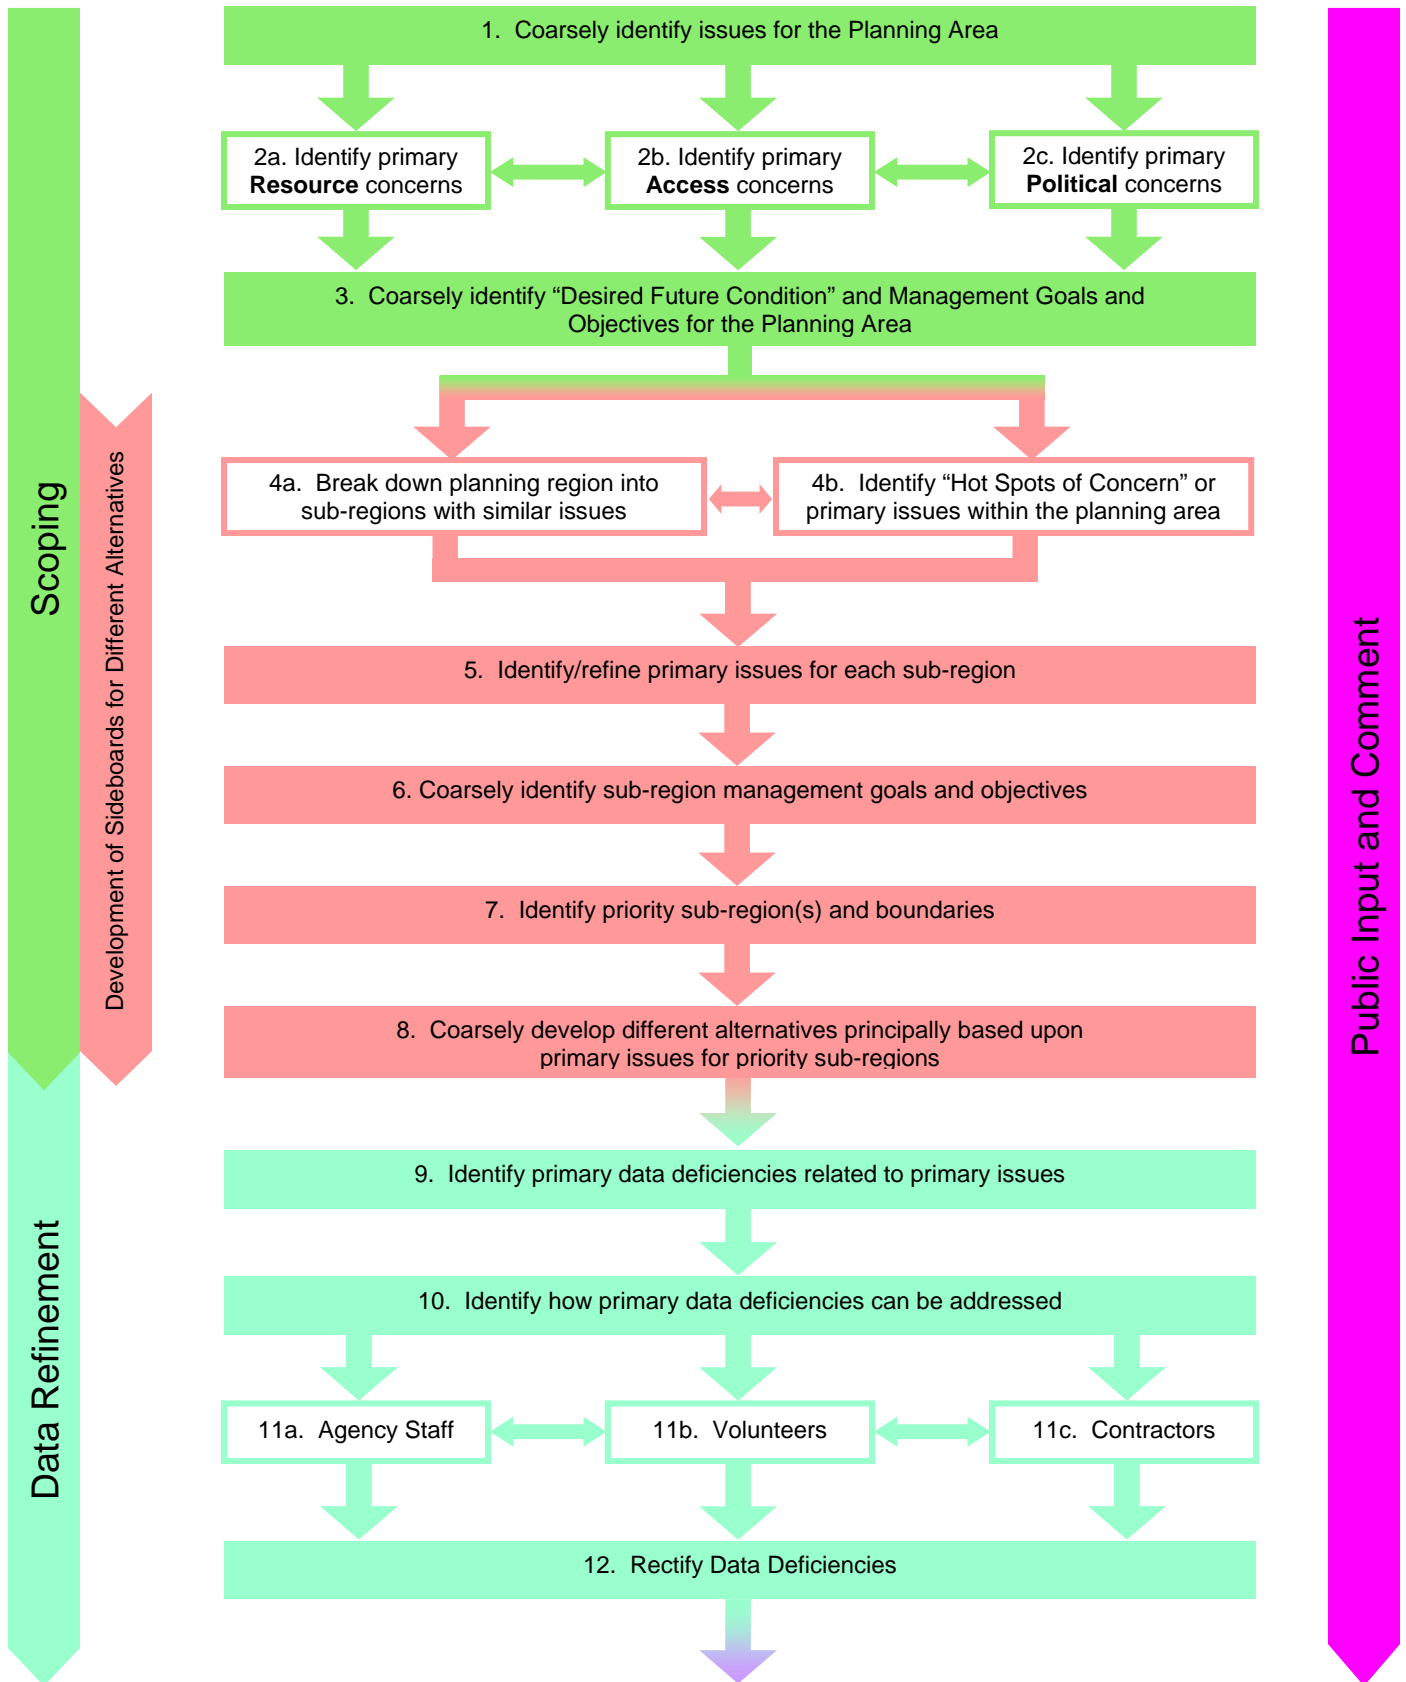 1. Coarsely identify issues for the Planning Area
2a. Identify primary
Resource concerns
2b. Identify primary
Access concerns
2c. Identify primary
Political concerns
3. Coarsely identify “Desired Future Condition” and Management Goals and
Objectives for the Planning Area
4a. Break down planning region into
sub-regions with similar issues
4b. Identify “Hot Spots of Concern” or
primary issues within the planning area
5. Identify/refine primary issues for each sub-region
6. Coarsely identify sub-region management goals and objectives
7. Identify priority sub-region(s) and boundaries
8. Coarsely develop different alternatives principally based upon
primary issues for priority sub-regions
9. Identify primary data deficiencies related to primary issues
10. Identify how primary data deficiencies can be addressed
11a. Agency Staff
11b. Volunteers
11c. Contractors
12. Rectify Data Deficiencies
Scoping
Development of Sideboards for Different Alternatives
Data Refinement
Public Input and Comment